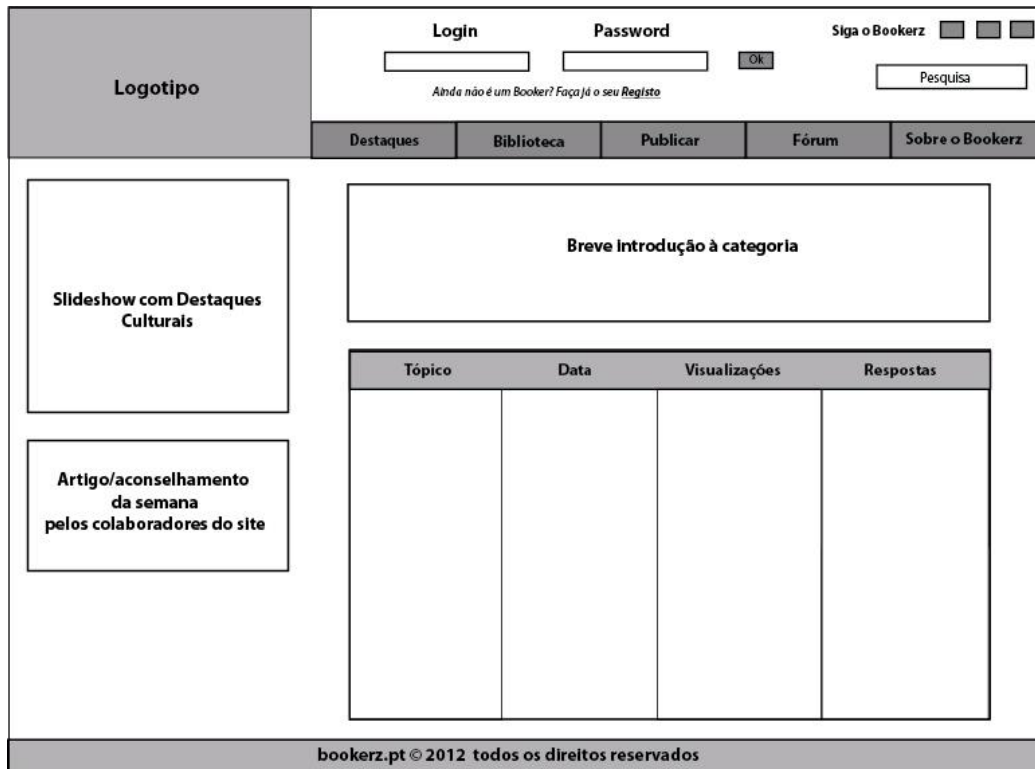 Logotipo
Login
Password
Siga o Bookerz
Ok
Pesquisa
Ainda não é um Booker? Faça já o seu Registo
Destaques
Biblioteca
Publicar
Fórum
Sobre o Bookerz
Slideshow com Destaques
Culturais
Artigo/aconselhamento
da semana
pelos colaboradores do site
Breve introdução à categoria
Tópico
Data
Visualizações
Respostas
bookerz.pt © 2012 todos os direitos reservados